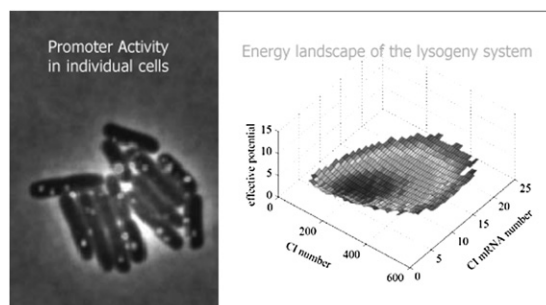 Promoter Activity
in individual cells
Energy landscape of the lysogeny system
effective potential
15
10
5
0
0
200
400
600
CI number
0
5
10
15
20
25
CI mRNA number